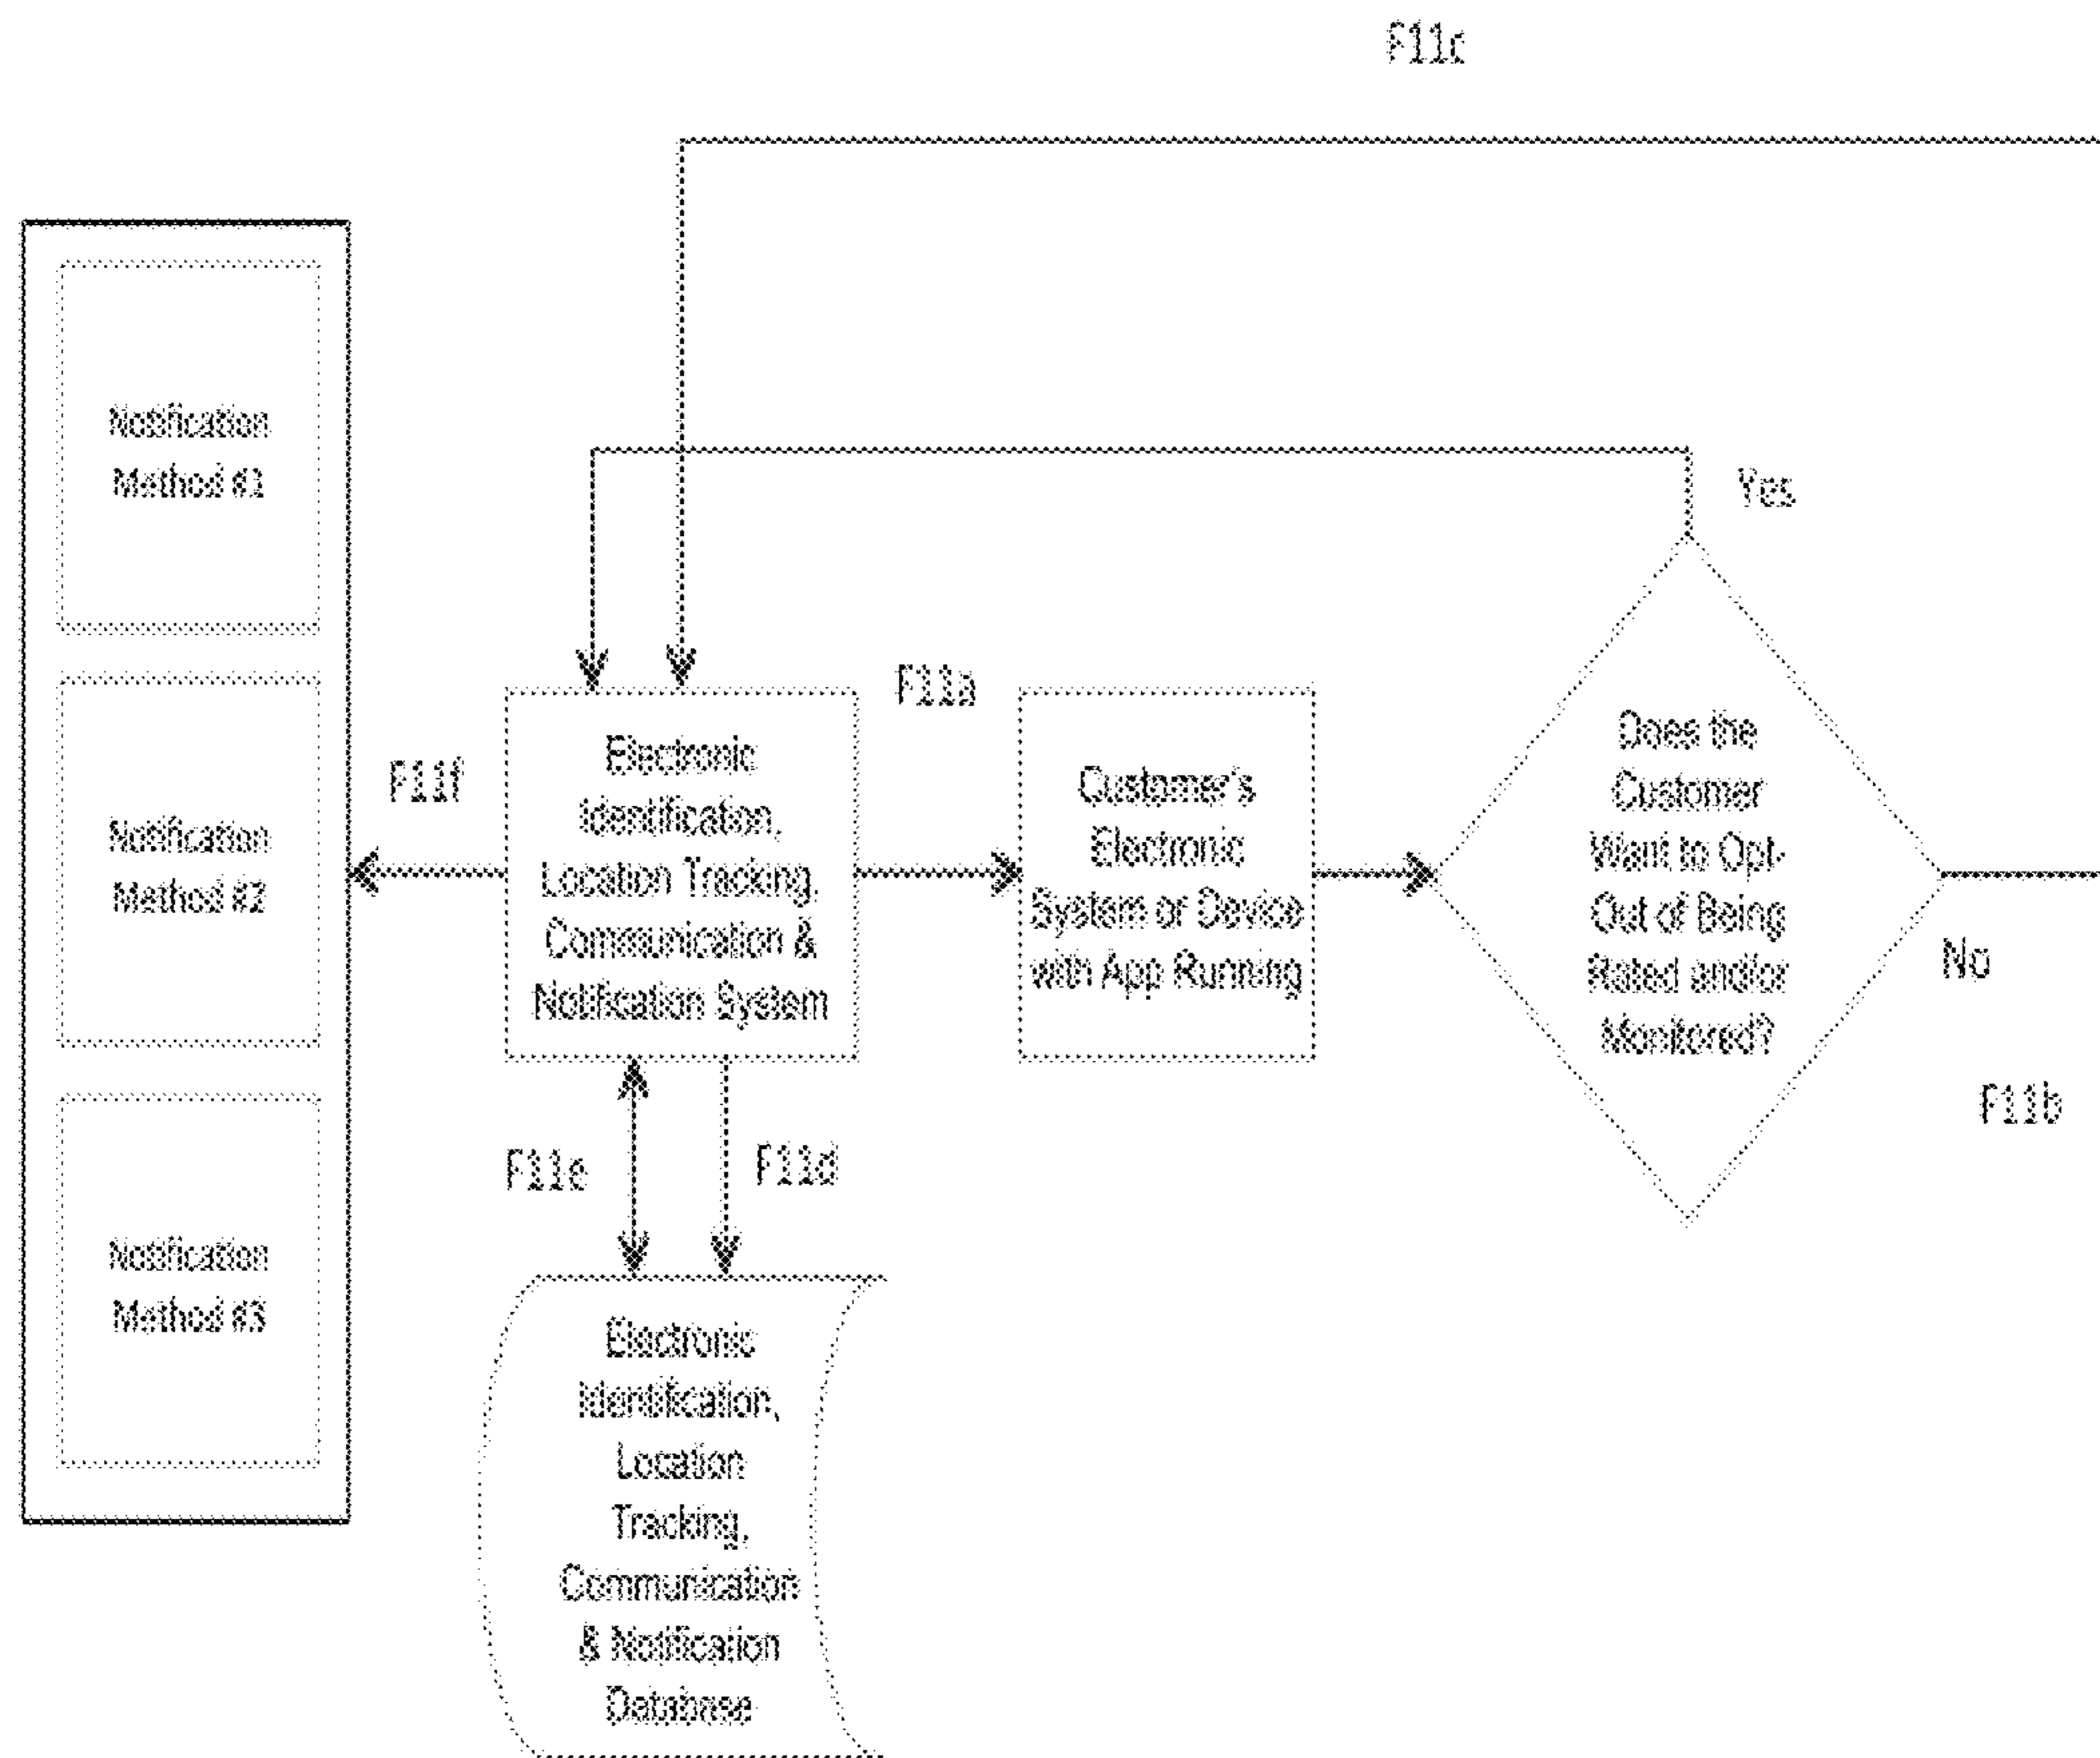 F11c
Notification
Method #1
Notification
Method #2
Notification
Method #3
F11f
Electronic
Identification,
Location Tracking,
Communication &
Notification System
F11a
Customer's
Electronic
System or Device
with App Running
Yes
Does the
Customer
Want to Opt-
Out of Being
Rated and/or
Monitored?
No
F11b
F11e
F11d
Electronic
Identification,
Location
Tracking,
Communication
& Notification
Database